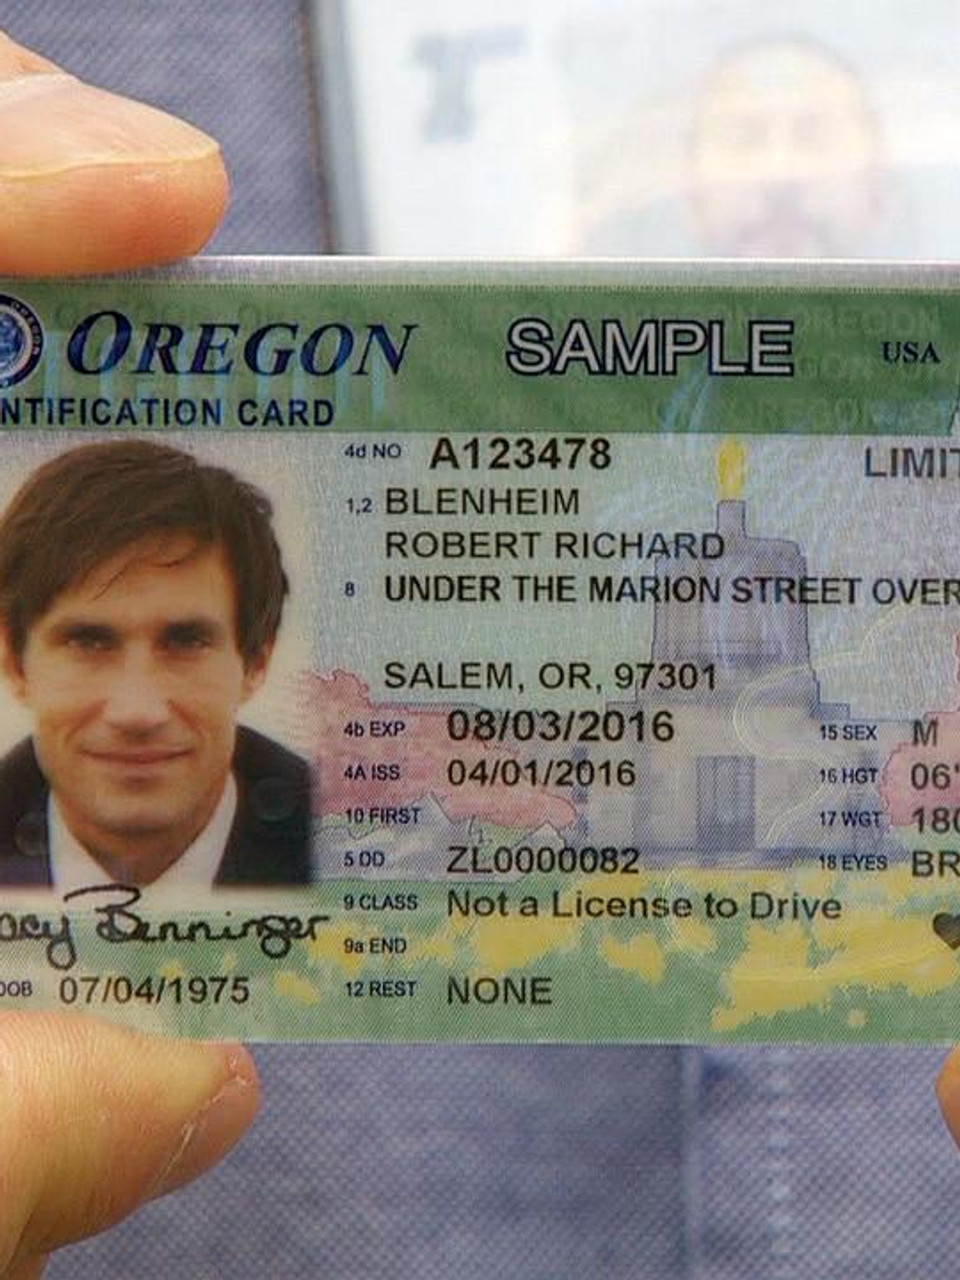 OREGON SAMPLE USA
NTIFICATION CARD
4d NO A123478 LIMIT
1,2 BLENHEIM
ROBERT RICHARD
8 UNDER THE MARION STREET OVER
SALEM, OR, 97301
4b EXP 08/03/2016 15 SEX M
4A ISS 04/01/2016 16 HGT 06'
10 FIRST 17 WGT 180
5 DD ZL0000082 18 EYES BR
9 CLASS Not a License to Drive
acy Benninger
9a END
DOB 07/04/1975 12 REST NONE